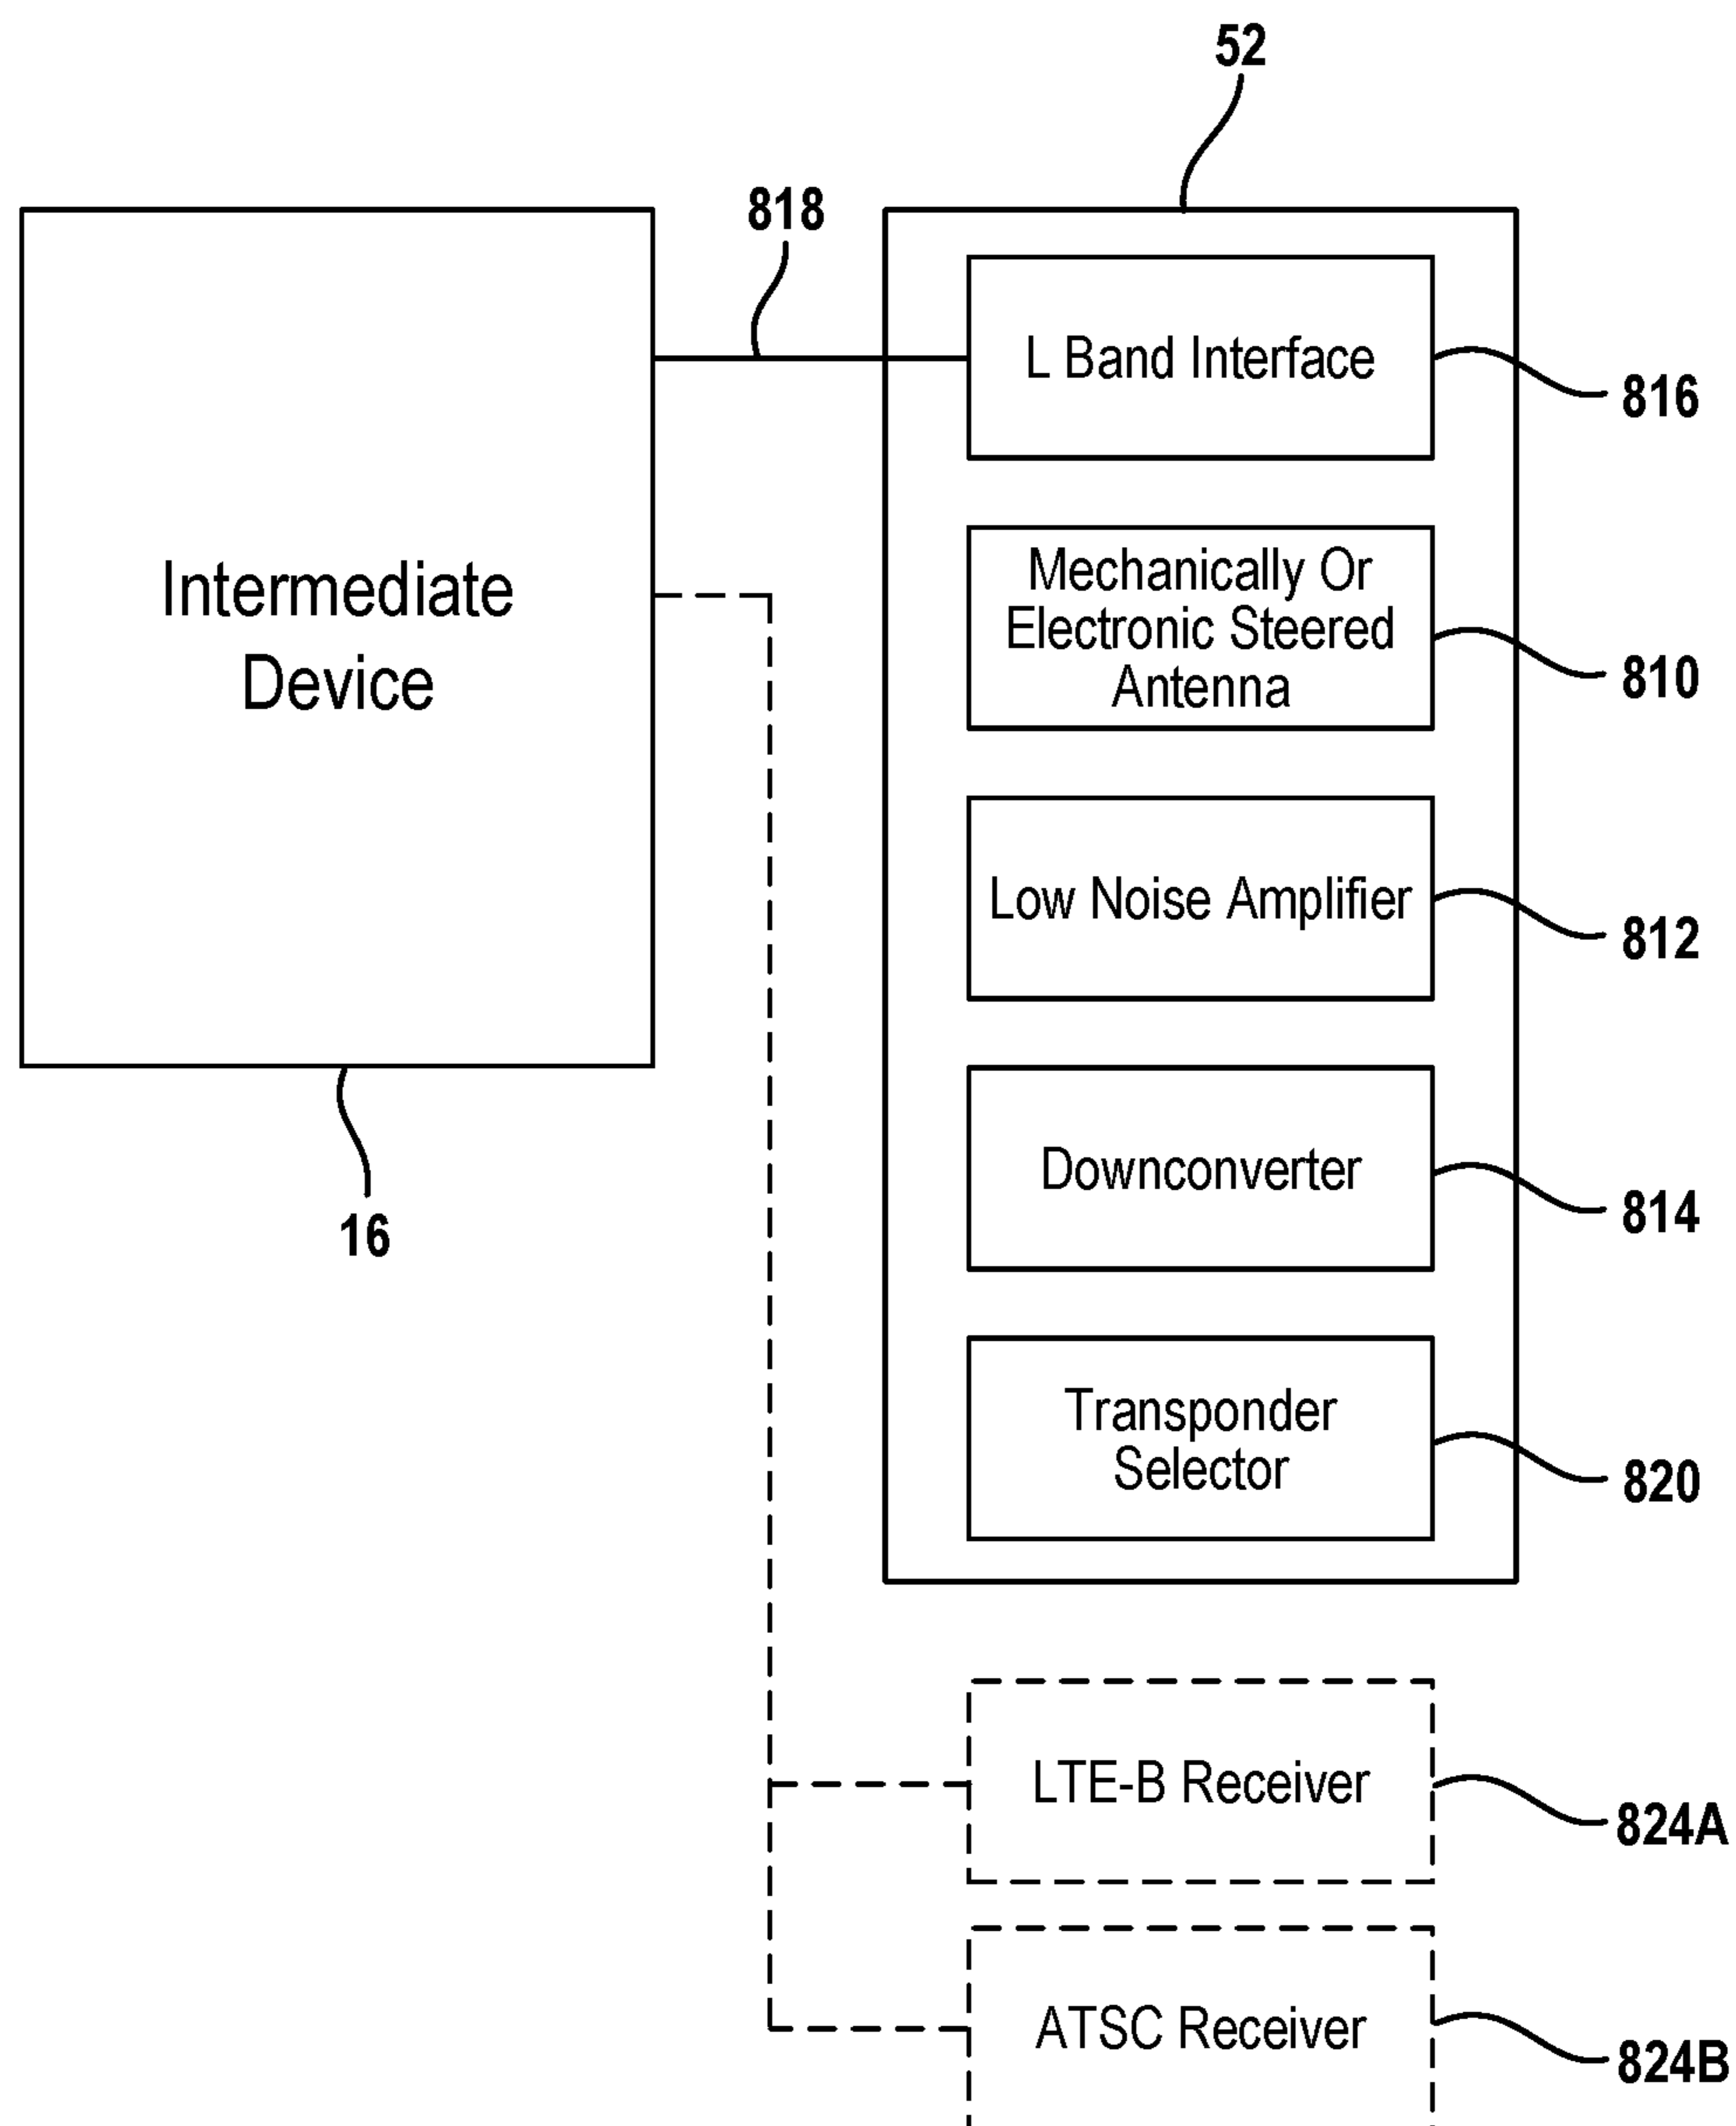 52
818
L Band Interface
816
Intermediate
Device
16
Mechanically Or
Electronic Steered
Antenna
810
Low Noise Amplifier
812
Downconverter
814
Transponder
Selector
820
LTE-B Receiver
824A
ATSC Receiver
824B